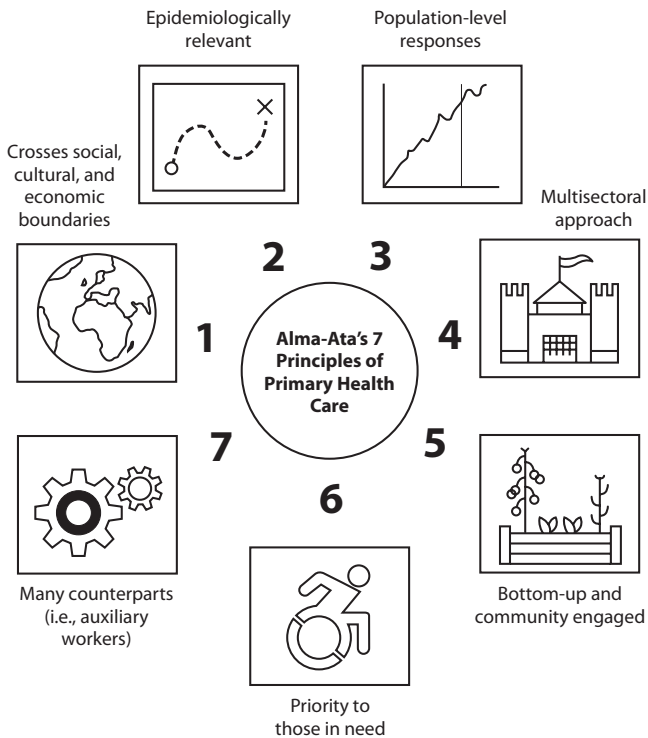 Epidemiologically
relevant
Population-level
responses
Crosses social,
cultural, and
economic
boundaries
Multisectoral
approach
2
3
1
4
Alma-Ata’s 7
Principles of
Primary Health
Care
7
5
6
Many counterparts
(i.e., auxiliary
workers)
Bottom-up and
community engaged
Priority to
those in need